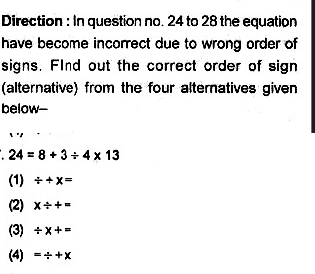 Direction : In question no. 24 to 28 the equation
have become incorrect due to wrong order of
signs. FInd out the correct order of sign
(alternative) from the four alternatives given
below–
. 24 = 8 + 3 ÷ 4 x 13
(1) ÷ + x =
(2) x ÷ + =
(3) ÷ x + =
(4) = ÷ + x